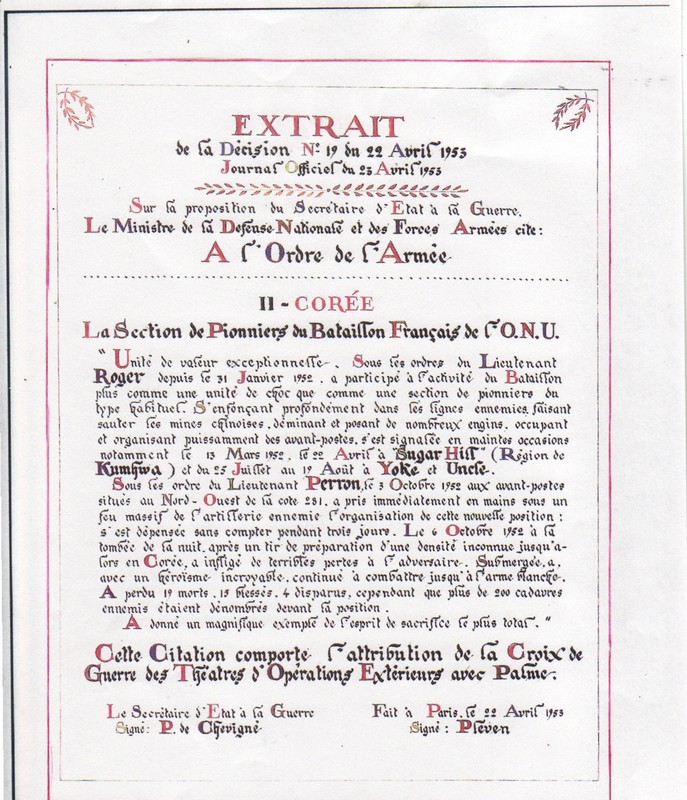 EXTRAIT
de la Décision N° 19 du 22 Avril 1953
Journal Officiel du 23 Avril 1953
Sur la proposition du Secrétaire d'Etat à la Guerre,
Le Ministre de la Défense Nationale et des Forces Armées cite:
A l'Ordre de l'Armée
II - CORÉE
La Section de Pionniers du Bataillon Français de l'O.N.U.
" Unité de valeur exceptionnelle. Sous les ordres du Lieutenant
Roger depuis le 31 Janvier 1952, a participé à l'activité du Bataillon
plus comme une unité de choc que comme une section de pionniers du
type habituel. S'enfonçant profondément dans les lignes ennemies, faisant
sauter les mines chinoises, déminant et posant de nombreux engins, occupant
et organisant puissamment des avant-postes, s'est signalée en maintes occasions
notamment le 13 Mars 1952, le 22 Avril à "Sugar Hill" (Région de
Kumhwa) et du 25 Juillet au 19 Août à Yoke et Uncle.
Sous les ordre du Lieutenant Perron, le 3 Octobre 1952 aux avant-postes
situés au Nord-Ouest de la cote 281, a pris immédiatement en mains sous un
feu massif de l'artillerie ennemie l'organisation de cette nouvelle position;
s'est dépensée sans compter pendant trois jours. Le 6 Octobre 1952 à la
tombée de la nuit, après un tir de préparation d'une densité inconnue jusqu'a-
lors en Corée, a infligé de terribles pertes à l'adversaire. Submergée, a,
avec un héroïsme incroyable, continué à combattre jusqu'à l'arme blanche.
A perdu 19 morts, 15 blessés, 4 disparus, cependant que plus de 200 cadavres
ennemis étaient dénombrés devant la position.
A donné un magnifique exemple de l'esprit de sacrifice le plus total. "
Cette Citation comporte l'attribution de la Croix de
Guerre des Théatres d'Opérations Extérieurs avec Palme.
Le Secrétaire d'Etat à la Guerre
Signé: P. de Chevigné
Fait à Paris, le 22 Avril 1953
Signé: Pleven